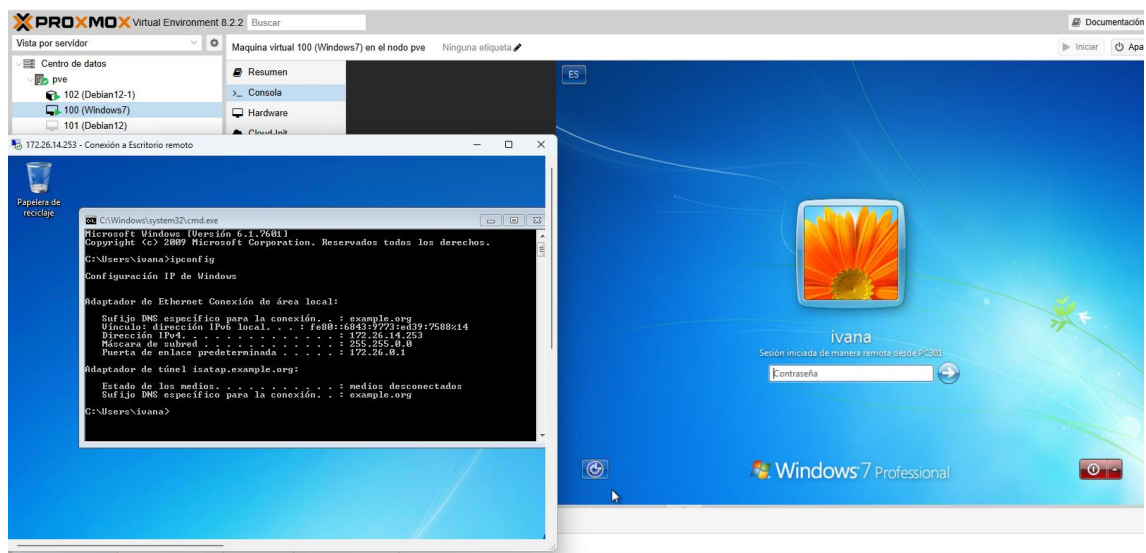 PROXMOX Virtual Environment 8.2.2 Buscar
Documentación
Vista por servidor
Maquina virtual 100 (Windows7) en el nodo pve Ninguna etiqueta
Iniciar Apa
Centro de datos
pve
102 (Debian12-1)
100 (Windows7)
101 (Debian12)
Resumen
Consola
Hardware
Cloud-Init
ES
172.26.14.253 - Conexión a Escritorio remoto
Papelera de
reciclaje
C:\Windows\system32\cmd.exe
Microsoft Windows [Versión 6.1.7601]
Copyright (c) 2009 Microsoft Corporation. Reservados todos los derechos.
C:\Users\ivana>ipconfig
Configuración IP de Windows
Adaptador de Ethernet Conexión de área local:
Sufijo DNS específico para la conexión. . : example.org
Vínculo: dirección IPv6 local. . . : fe80::6843:9773:ed39:7588%14
Dirección IPv4. . . . . . . . . . . . . . : 172.26.14.253
Máscara de subred . . . . . . . . . . . . : 255.255.0.0
Puerta de enlace predeterminada . . . . . : 172.26.0.1
Adaptador de túnel isatap.example.org:
Estado de los medios. . . . . . . . . . . : medios desconectados
Sufijo DNS específico para la conexión. . : example.org
C:\Users\ivana>
ivana
Sesión iniciada de manera remota desde PC301
Contraseña
Windows 7 Professional